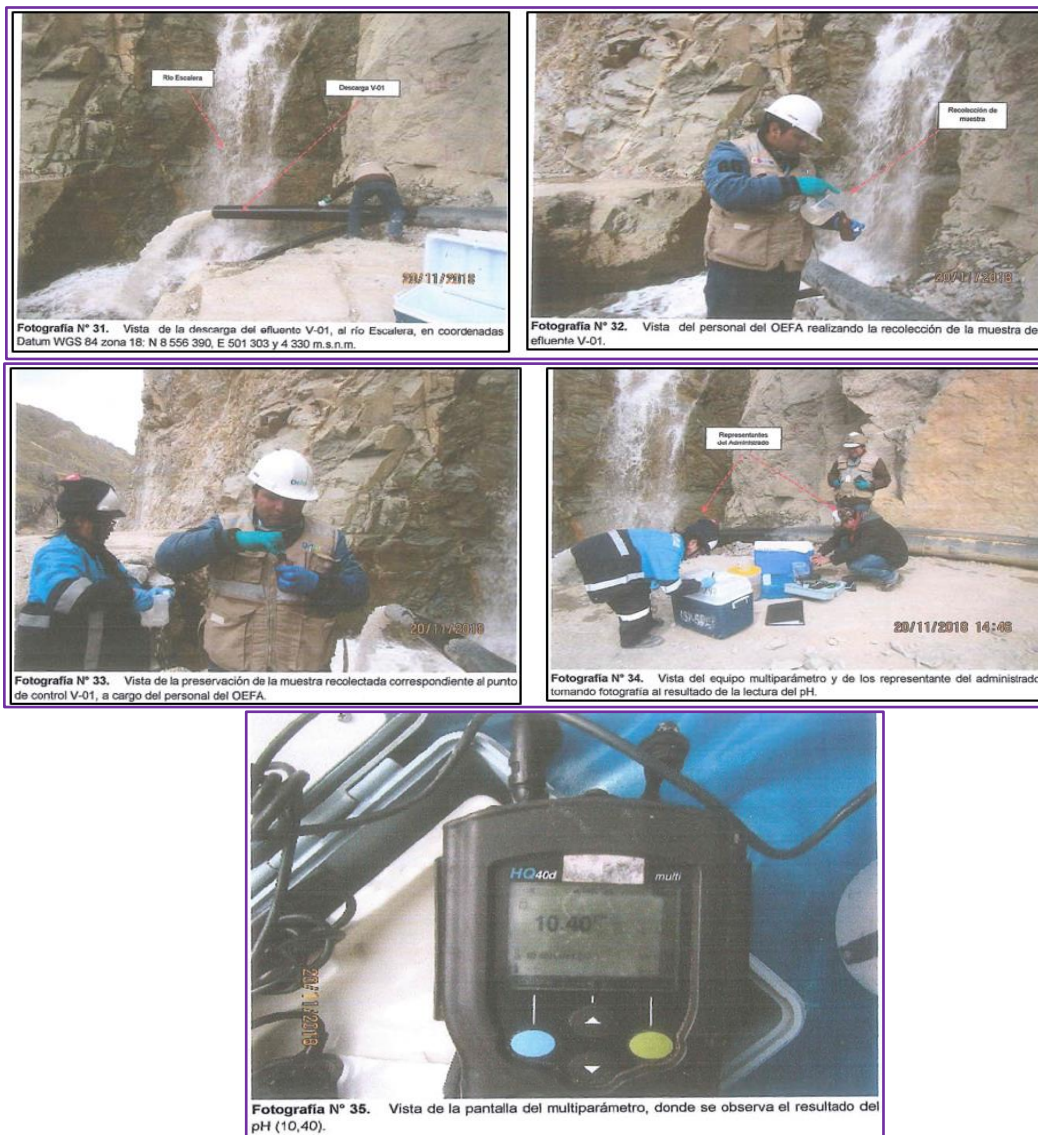 Río Escalera
Descarga V-01
20/11/2018
Fotografía N° 31. Vista de la descarga del efluente V-01, al río Escalera, en coordenadas
Datum WGS 84 zona 18: N 8 556 390, E 501 303 y 4 330 m.s.n.m.
Recolección de
muestra
20/11/2018
Fotografía N° 32. Vista del personal del OEFA realizando la recolección de la muestra de
efluente V-01.
20/11/2018
Fotografía N° 33. Vista de la preservación de la muestra recolectada correspondiente al punto
de control V-01, a cargo del personal del OEFA.
Representantes
del Administrado
20/11/2018 14:48
Fotografía N° 34. Vista del equipo multiparámetro y de los representante del administrado
tomando fotografía al resultado de la lectura del pH.
HQ40d multi
10.40
20/11/2018
Fotografía N° 35. Vista de la pantalla del multiparámetro, donde se observa el resultado del
pH (10,40).